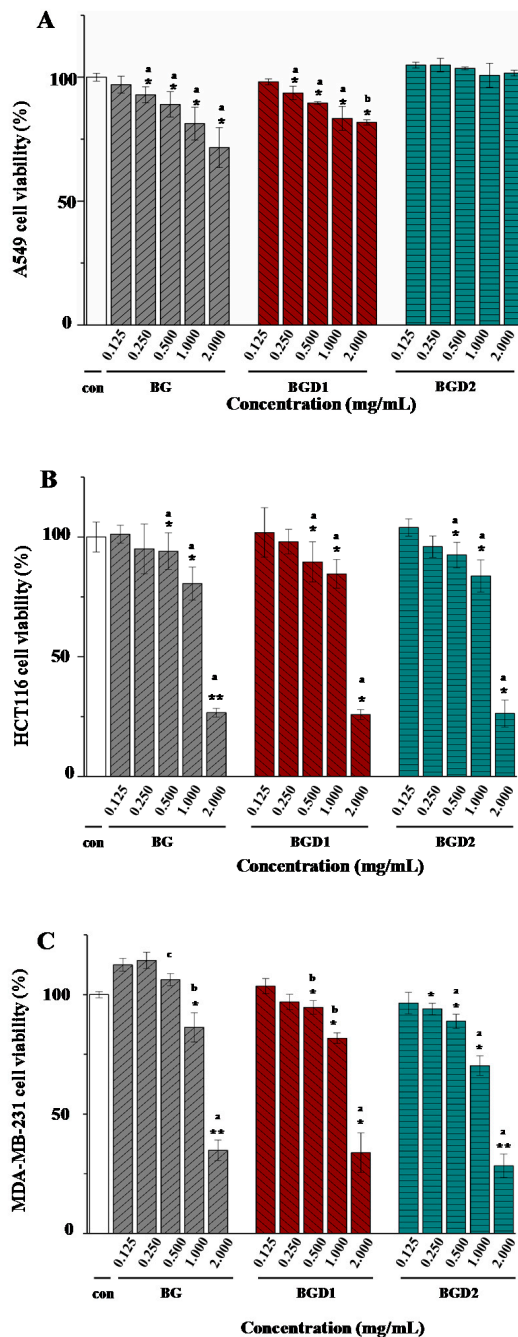 A
a a a a
* * * *
a a a b
* * * *
100
50
0
A549 cell viability (%)
0.125 0.250 0.500 1.000 2.000 0.125 0.250 0.500 1.000 2.000 0.125 0.250 0.500 1.000 2.000
con BG BGD1 BGD2
Concentration (mg/mL)
B
a a a
* * **
a a a
* * *
a a a
* * *
100
50
0
HCT116 cell viability (%)
0.125 0.250 0.500 1.000 2.000 0.125 0.250 0.500 1.000 2.000 0.125 0.250 0.500 1.000 2.000
con BG BGD1 BGD2
Concentration (mg/mL)
C
c b a
* **
b b a
* * *
a a a
* * * **
100
50
0
MDA-MB-231 cell viability (%)
0.125 0.250 0.500 1.000 2.000 0.125 0.250 0.500 1.000 2.000 0.125 0.250 0.500 1.000 2.000
con BG BGD1 BGD2
Concentration (mg/mL)